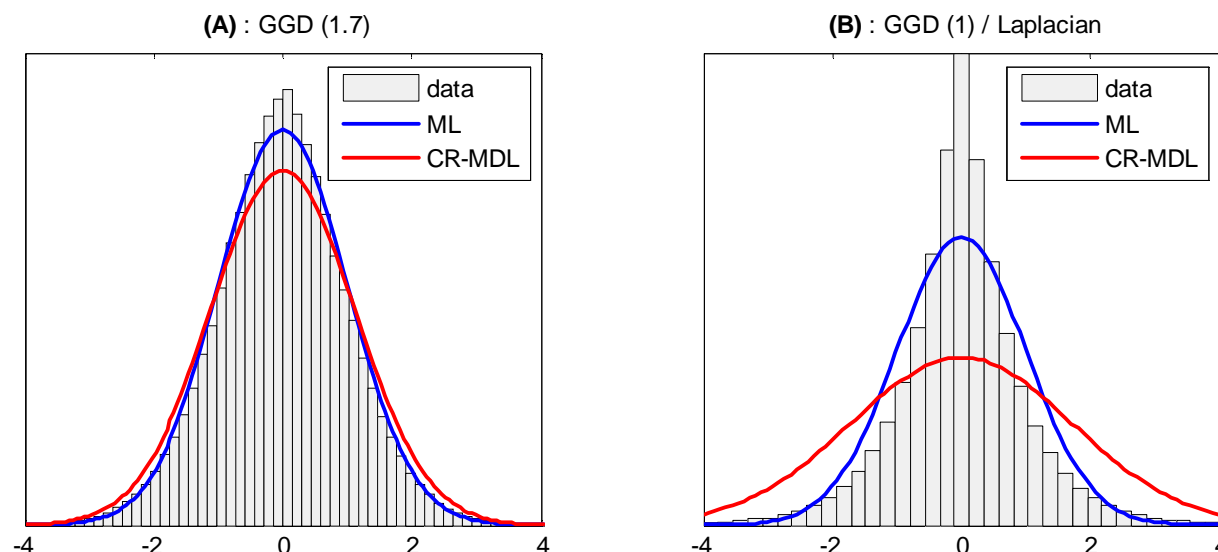 (A) : GGD (1.7)
data
ML
CR-MDL
-4 -2 0 2 4
(B) : GGD (1) / Laplacian
data
ML
CR-MDL
-4 -2 0 2 4